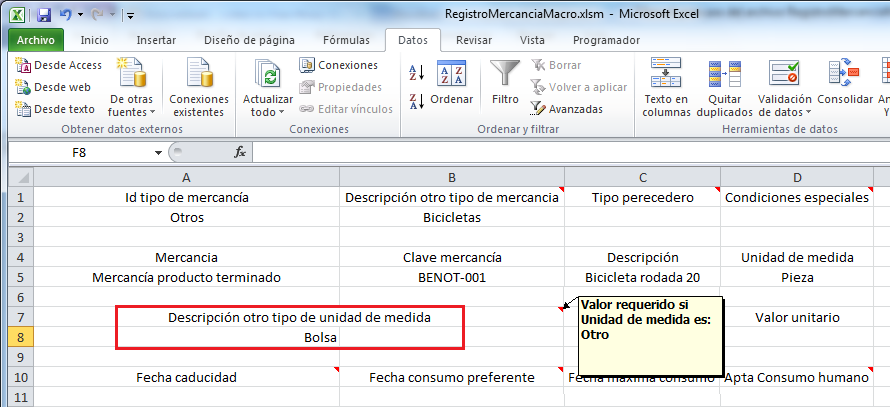 RegistroMercanciaMacro.xlsm - Microsoft Excel
Archivo Inicio Insertar Diseño de página Fórmulas Datos Revisar Vista Programador
Desde Access
Desde web
Desde texto
De otras
fuentes
Conexiones
existentes
Obtener datos externos
Actualizar
todo
Conexiones
Propiedades
Editar vínculos
Conexiones
Ordenar
Filtro
Borrar
Volver a aplicar
Avanzadas
Ordenar y filtrar
Texto en
columnas
Quitar
duplicados
Validación
de datos
Consolidar
Herramientas de datos
F8 fx
A B C D
1 Id tipo de mercancía Descripción otro tipo de mercancia Tipo perecedero Condiciones especiales
2 Otros Bicicletas
3
4 Mercancia Clave mercancía Descripción Unidad de medida
5 Mercancía producto terminado BENOT-001 Bicicleta rodada 20 Pieza
6
7 Descripción otro tipo de unidad de medida Valor unitario
8 Bolsa
Valor requerido si
Unidad de medida es:
Otro
9
10 Fecha caducidad Fecha consumo preferente Fecha máxima consumo Apta Consumo humano
11